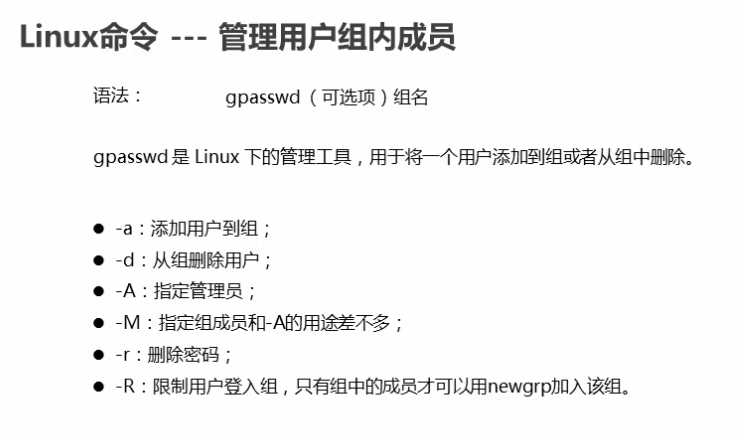 Linux命令 --- 管理用户组内成员
语法： gpasswd（可选项）组名
gpasswd 是 Linux 下的管理工具，用于将一个用户添加到组或者从组中删除。
● -a：添加用户到组；
● -d：从组删除用户；
● -A：指定管理员；
● -M：指定组成员和-A的用途差不多；
● -r：删除密码；
● -R：限制用户登入组，只有组中的成员才可以用newgrp加入该组。